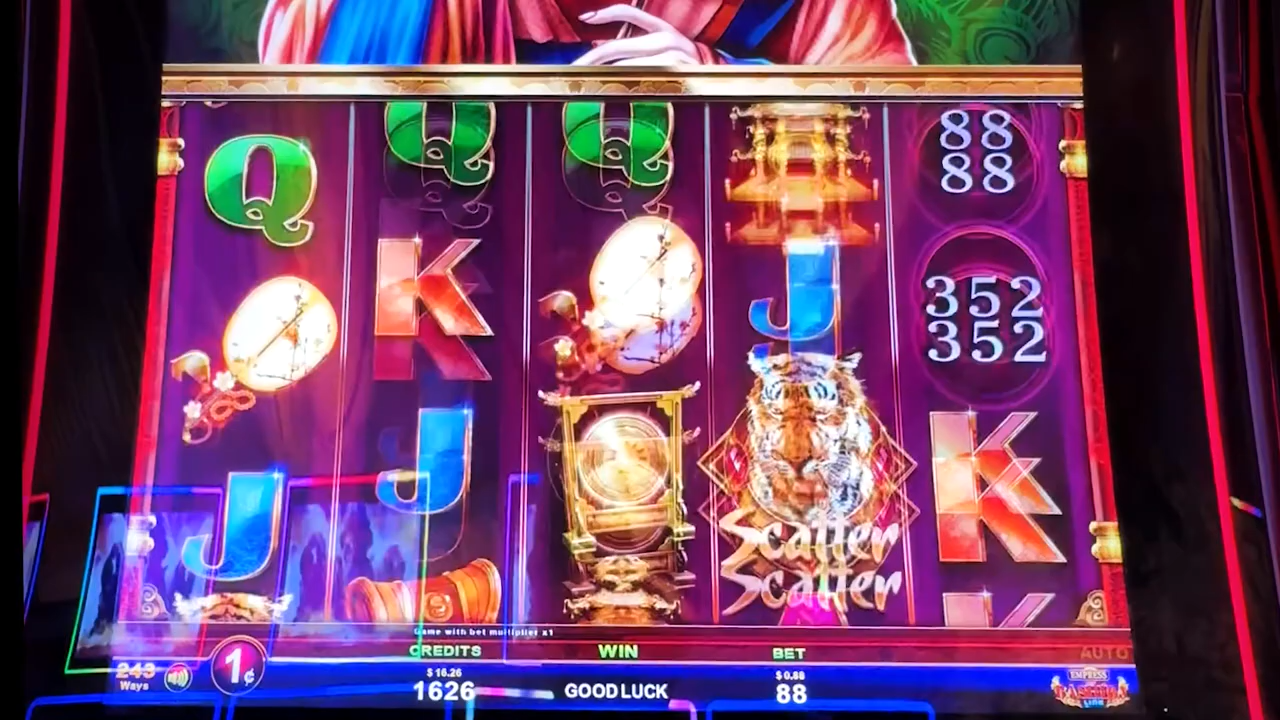 Q Q Q
88
88
K
J
352
352
J
J
K
Scatter
Scatter
K
Game with bet multiplier x1
CREDITS WIN BET AUTO
243
Ways
1¢
$16.26
1626
GOOD LUCK
$0.88
88
EMPRESS